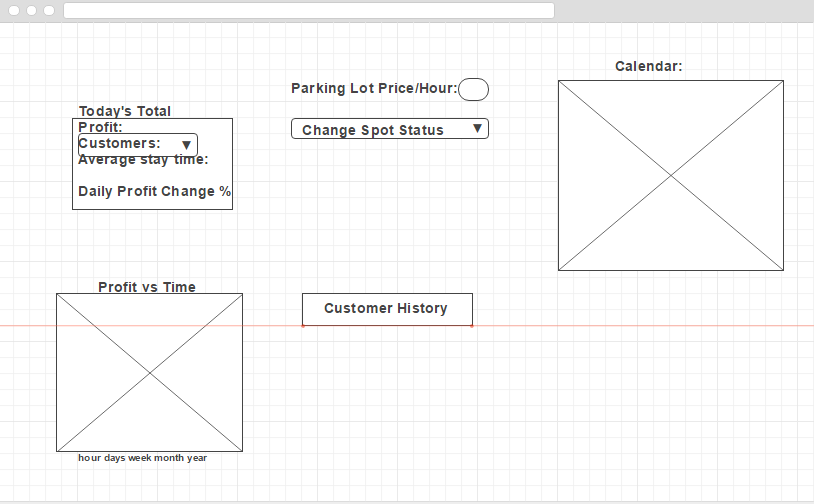 Calendar:
Parking Lot Price/Hour:
Change Spot Status ▼
Today's Total
Profit:
Customers: ▼
Average stay time:
Daily Profit Change %
Profit vs Time
Customer History
hour days week month year